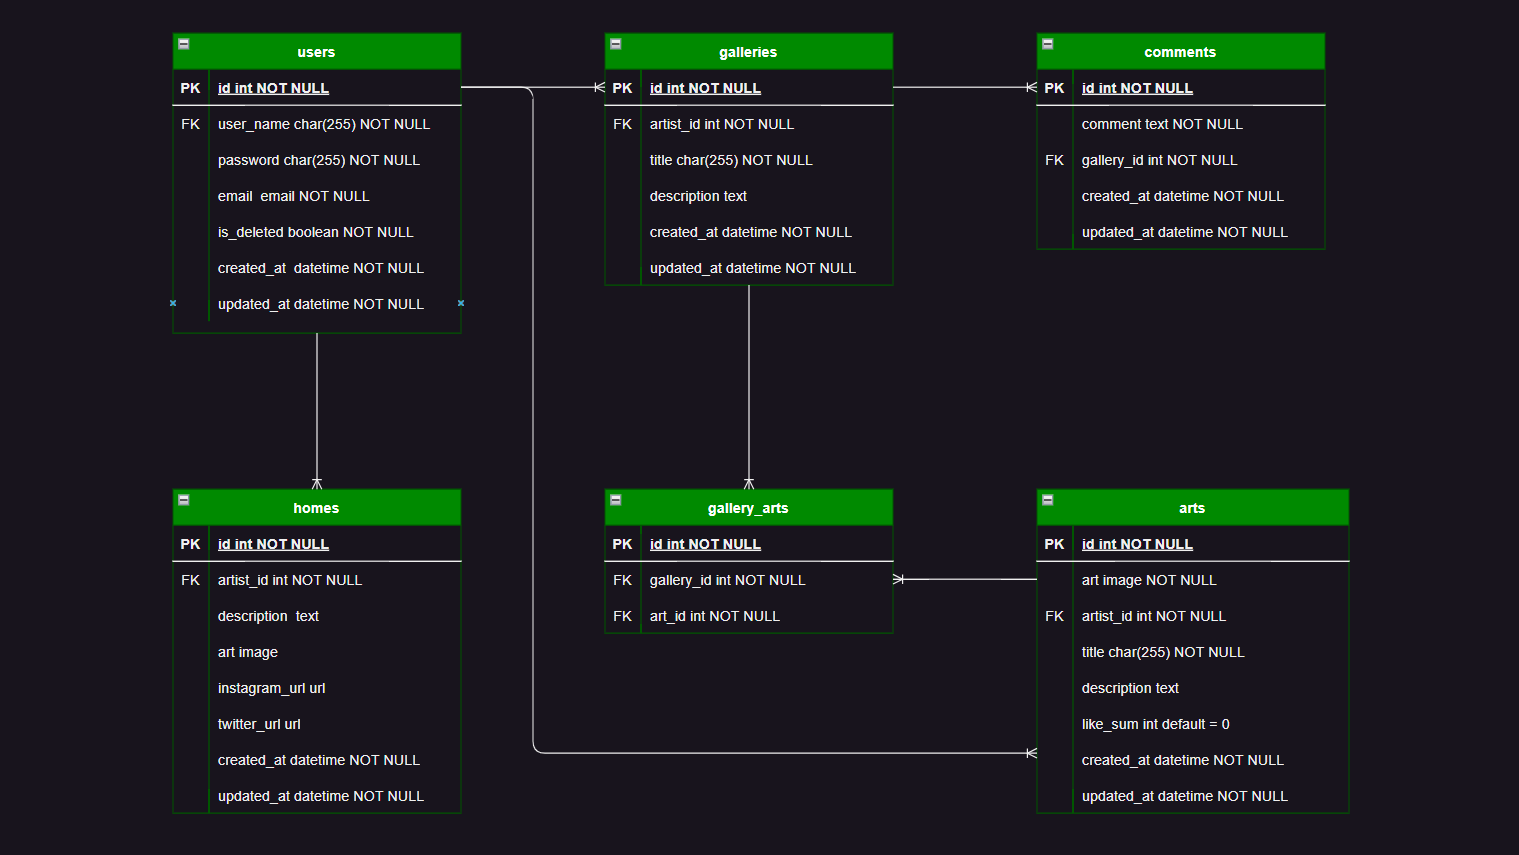 users
PK id int NOT NULL
FK user_name char(255) NOT NULL
password char(255) NOT NULL
email  email NOT NULL
is_deleted boolean NOT NULL
created_at  datetime NOT NULL
updated_at datetime NOT NULL
galleries
PK id int NOT NULL
FK artist_id int NOT NULL
title char(255) NOT NULL
description text
created_at datetime NOT NULL
updated_at datetime NOT NULL
comments
PK id int NOT NULL
comment text NOT NULL
FK gallery_id int NOT NULL
created_at datetime NOT NULL
updated_at datetime NOT NULL
homes
PK id int NOT NULL
FK artist_id int NOT NULL
description  text
art image
instagram_url url
twitter_url url
created_at datetime NOT NULL
updated_at datetime NOT NULL
gallery_arts
PK id int NOT NULL
FK gallery_id int NOT NULL
FK art_id int NOT NULL
arts
PK id int NOT NULL
art image NOT NULL
FK artist_id int NOT NULL
title char(255) NOT NULL
description text
like_sum int default = 0
created_at datetime NOT NULL
updated_at datetime NOT NULL